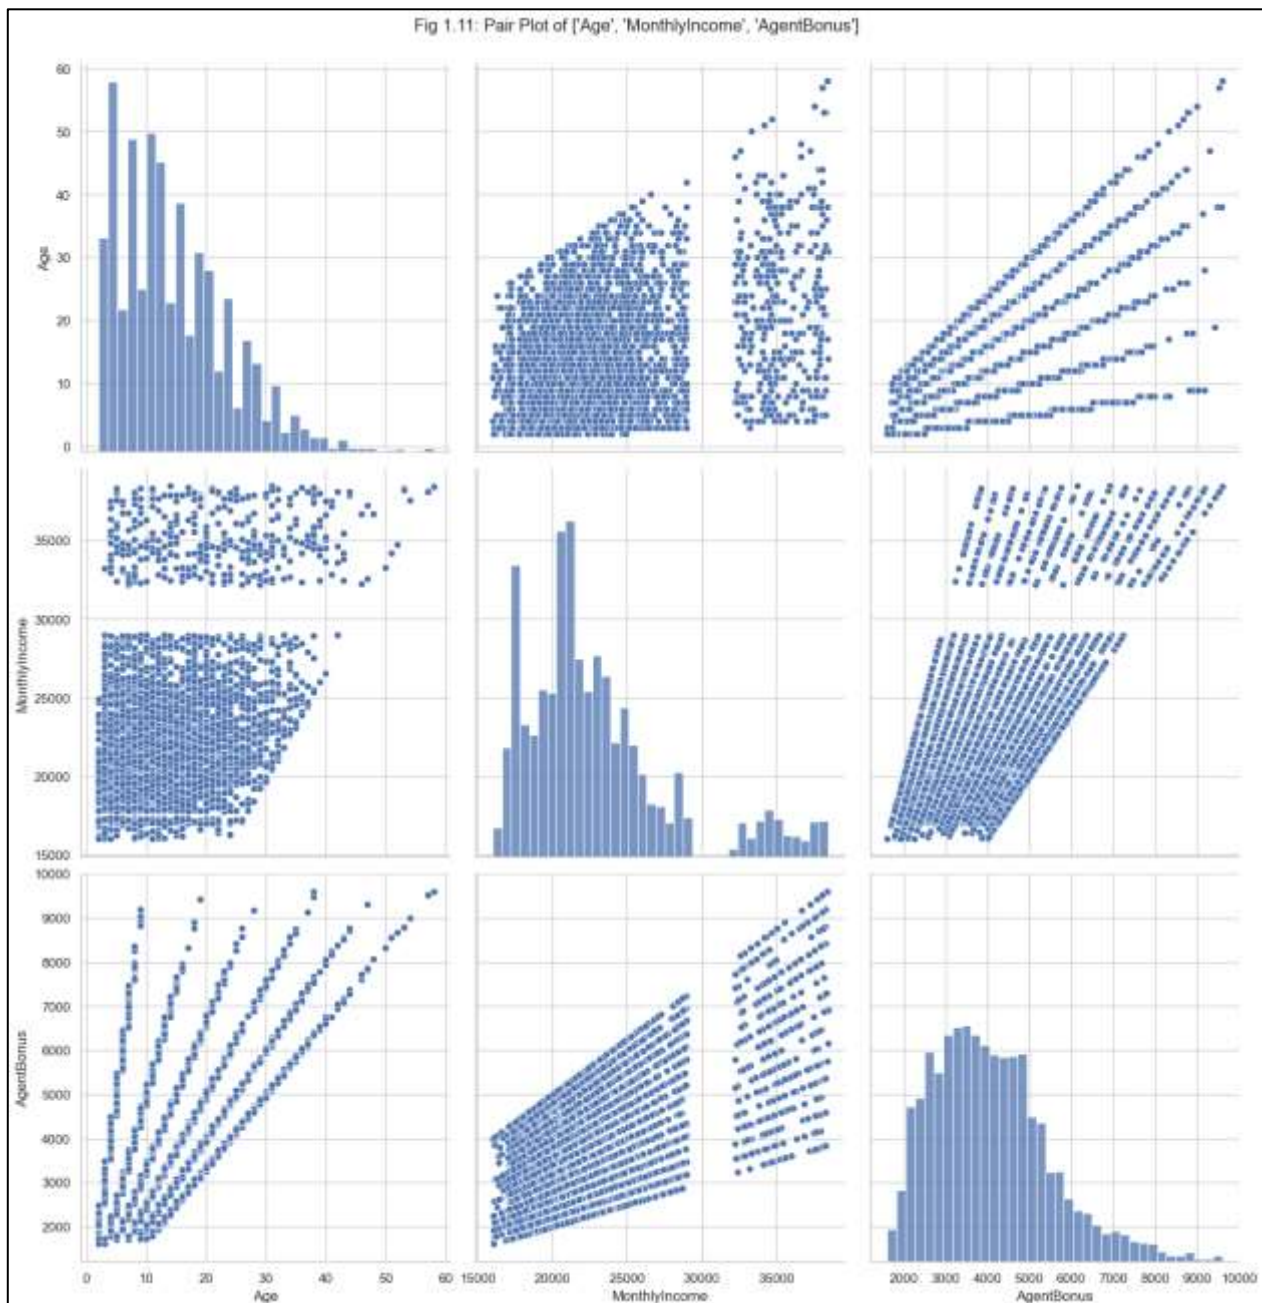 Fig 1.11: Pair Plot of ['Age', 'MonthlyIncome', 'AgentBonus']
60
50
40
30
20
10
0
Age
35000
30000
25000
20000
15000
MonthlyIncome
10000
9000
8000
7000
6000
5000
4000
3000
2000
AgentBonus
0 10 20 30 40 50 60
Age
15000 20000 25000 30000 35000
MonthlyIncome
2000 3000 4000 5000 6000 7000 8000 9000 10000
AgentBonus